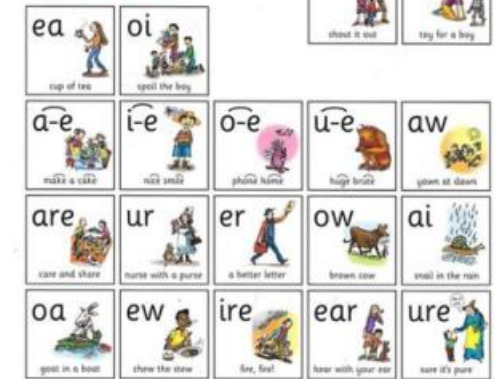 shout it out toy for a boy
ea oi
cup of tea spoil the boy
a-e i-e o-e u-e aw
make a cake nice smile phone home huge brute yawn at dawn
are ur er ow ai
care and share nurse with a purse a better letter brown cow snail in the rain
oa ew ire ear ure
goat in a boat chew the stew fire, fire! hear with your ear sure it's pure